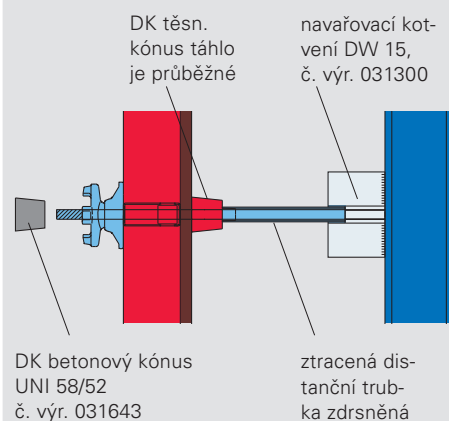 DK těsn.
kónus táhlo
je průběžné
navařovací kot-
vení DW 15,
č. výr. 031300
DK betonový kónus
UNI 58/52
č. výr. 031643
ztracená dis-
tanční trub-
ka zdrsněná